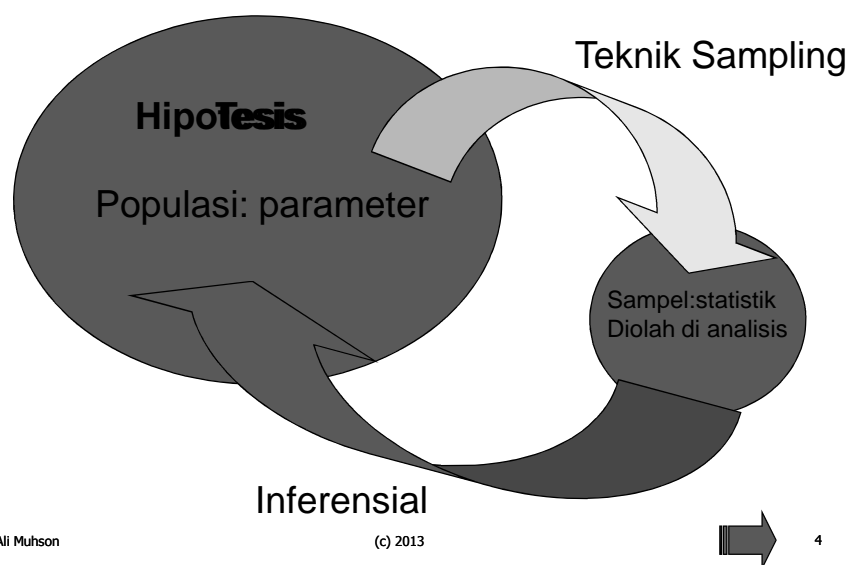 Teknik Sampling
HipoTesis
Populasi: parameter
Sampel:statistik
Diolah di analisis
Inferensial
Ali Muhson
(c) 2013
4